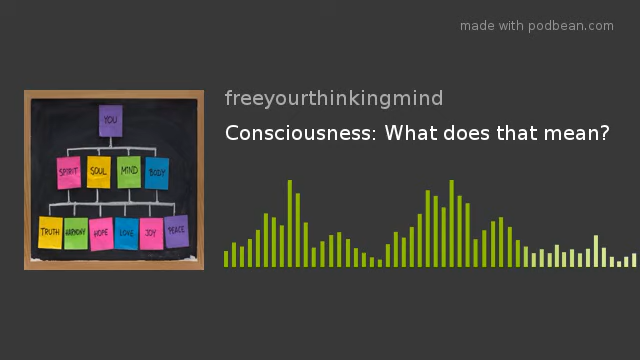 made with podbean.com
freeyourthinkingmind
Consciousness: What does that mean?
YOU
SPIRIT SOUL MIND BODY
TRUTH HARMONY HOPE LOVE JOY PEACE